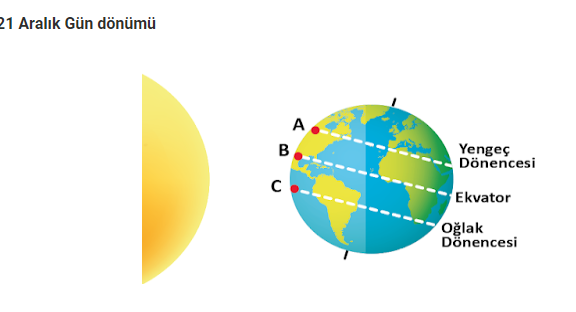 21 Aralık Gün dönümü
A
B
C
Yengeç
Dönencesi
Ekvator
Oğlak
Dönencesi